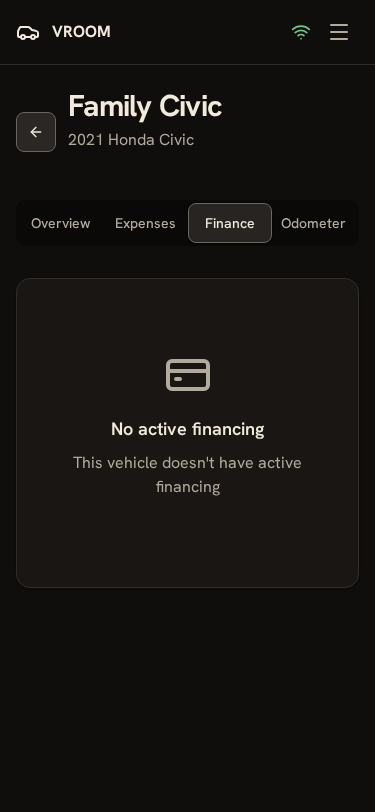 VROOM
Family Civic
2021 Honda Civic
Overview
Expenses
Finance
Odometer
No active financing
This vehicle doesn't have active
financing